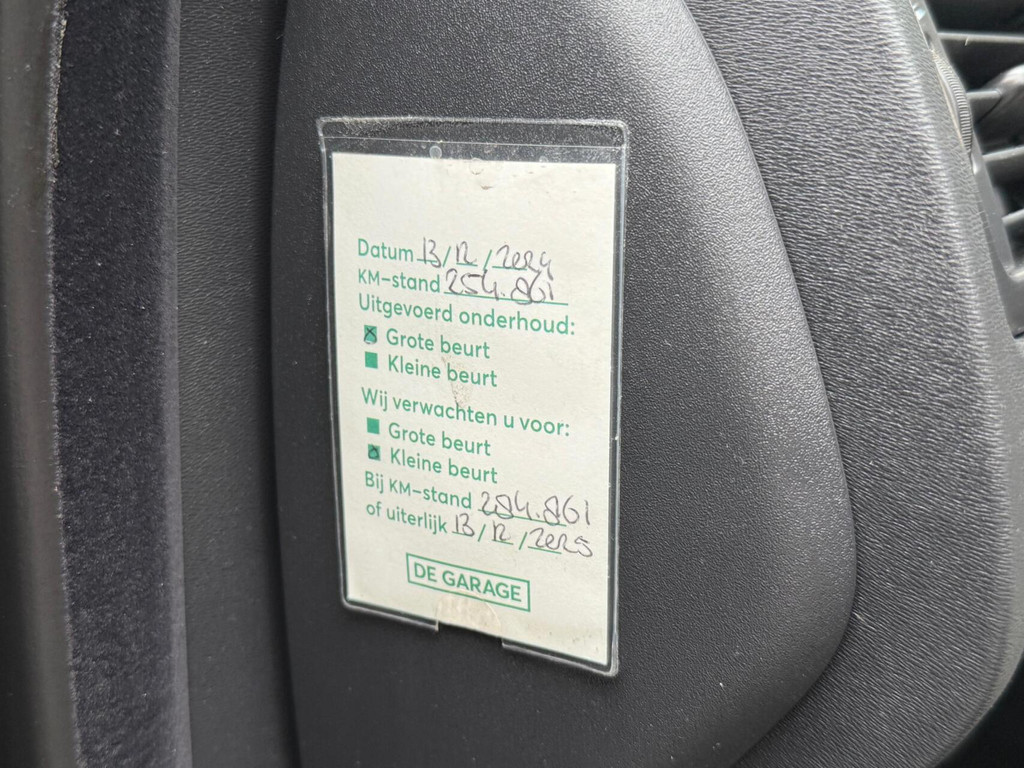 Datum 13/12/2024
KM-stand 254.861
Uitgevoerd onderhoud:
Grote beurt
Kleine beurt
Wij verwachten u voor:
Grote beurt
Kleine beurt
Bij KM-stand 284.861
of uiterlijk 13/12/2025
DE GARAGE